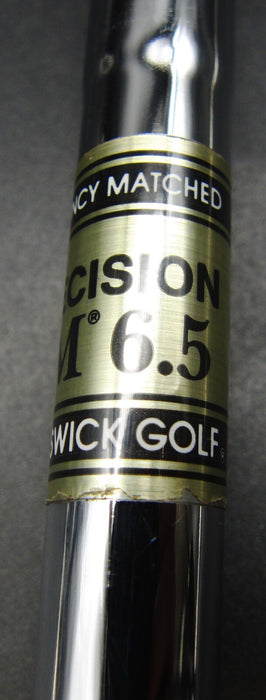 NCY MATCHED
ECISION
M® 6.5
SWICK GOLF